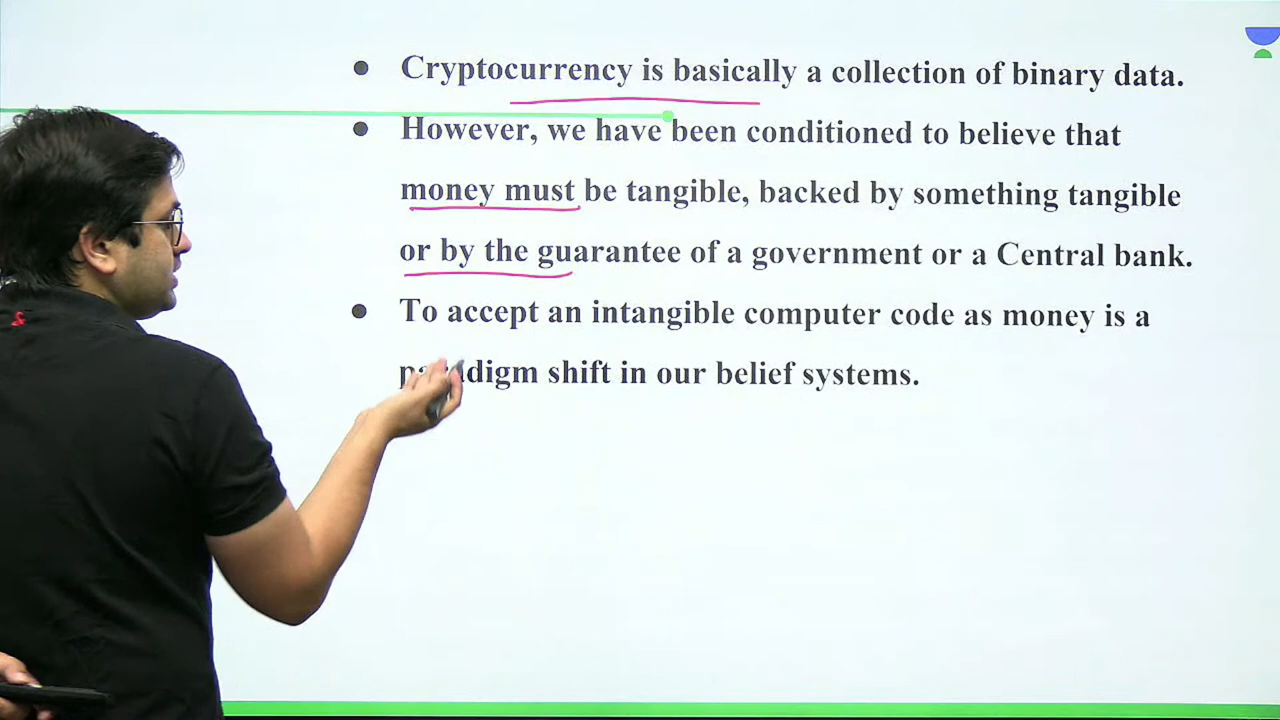 Cryptocurrency is basically a collection of binary data.
However, we have been conditioned to believe that
money must be tangible, backed by something tangible
or by the guarantee of a government or a Central bank.
To accept an intangible computer code as money is a
paradigm shift in our belief systems.